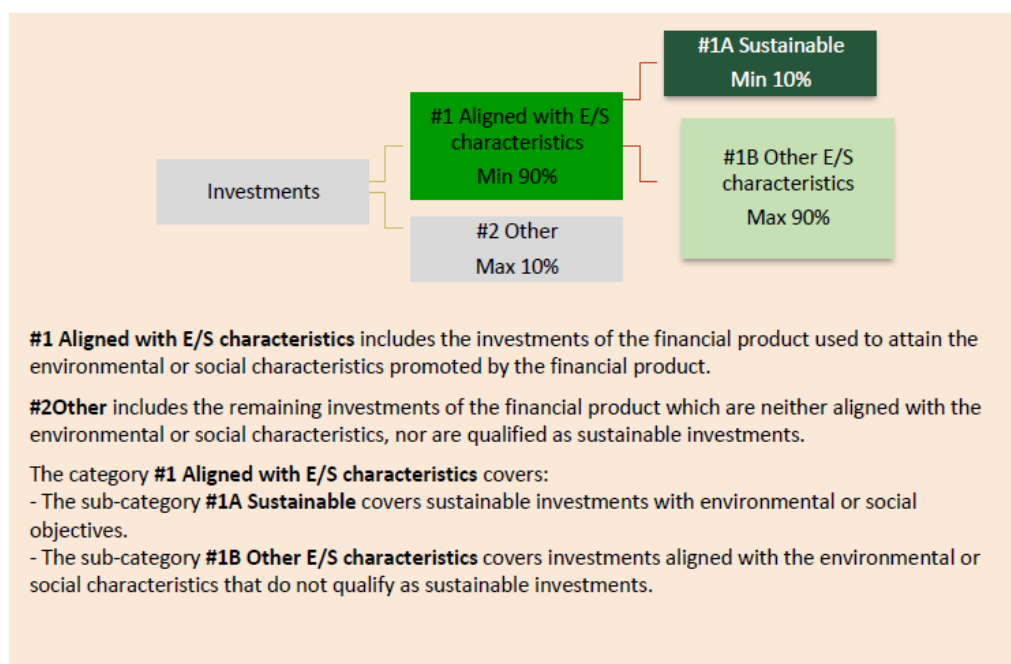 #1A Sustainable
Min 10%
#1 Aligned with E/S
characteristics
Min 90%
#1B Other E/S
characteristics
Max 90%
Investments
#2 Other
Max 10%
#1 Aligned with E/S characteristics includes the investments of the financial product used to attain the
environmental or social characteristics promoted by the financial product.
#2Other includes the remaining investments of the financial product which are neither aligned with the
environmental or social characteristics, nor are qualified as sustainable investments.
The category #1 Aligned with E/S characteristics covers:
- The sub-category #1A Sustainable covers sustainable investments with environmental or social
objectives.
- The sub-category #1B Other E/S characteristics covers investments aligned with the environmental or
social characteristics that do not qualify as sustainable investments.